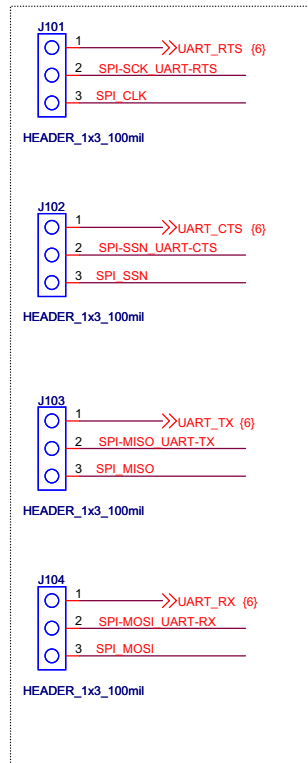 J101
1 UART_RTS {6}
2 SPI-SCK_UART-RTS
3 SPI_CLK
HEADER_1x3_100mil
J102
1 UART_CTS {6}
2 SPI-SSN_UART-CTS
3 SPI_SSN
HEADER_1x3_100mil
J103
1 UART_TX {6}
2 SPI-MISO_UART-TX
3 SPI_MISO
HEADER_1x3_100mil
J104
1 UART_RX {6}
2 SPI-MOSI_UART-RX
3 SPI_MOSI
HEADER_1x3_100mil